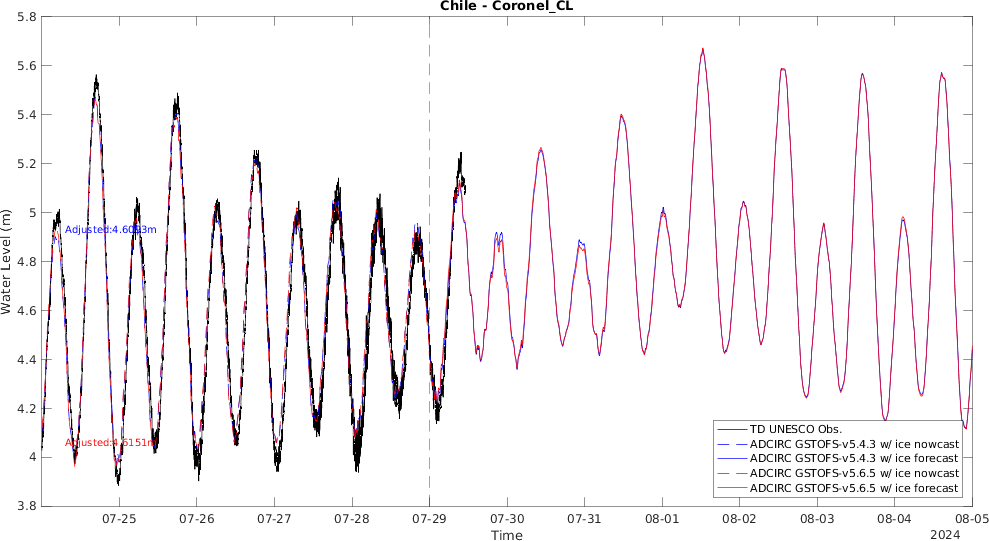 Chile - Coronel_CL
5.8
5.6
5.4
5.2
5
4.8
4.6
4.4
4.2
4
3.8
Water Level (m)
Adjusted:4.6093m
Adjusted:4.6151m
TD UNESCO Obs.
ADCIRC GSTOFS-v5.4.3 w/ ice nowcast
ADCIRC GSTOFS-v5.4.3 w/ ice forecast
ADCIRC GSTOFS-v5.6.5 w/ ice nowcast
ADCIRC GSTOFS-v5.6.5 w/ ice forecast
07-25 07-26 07-27 07-28 07-29 07-30 07-31 08-01 08-02 08-03 08-04 08-05
Time
2024